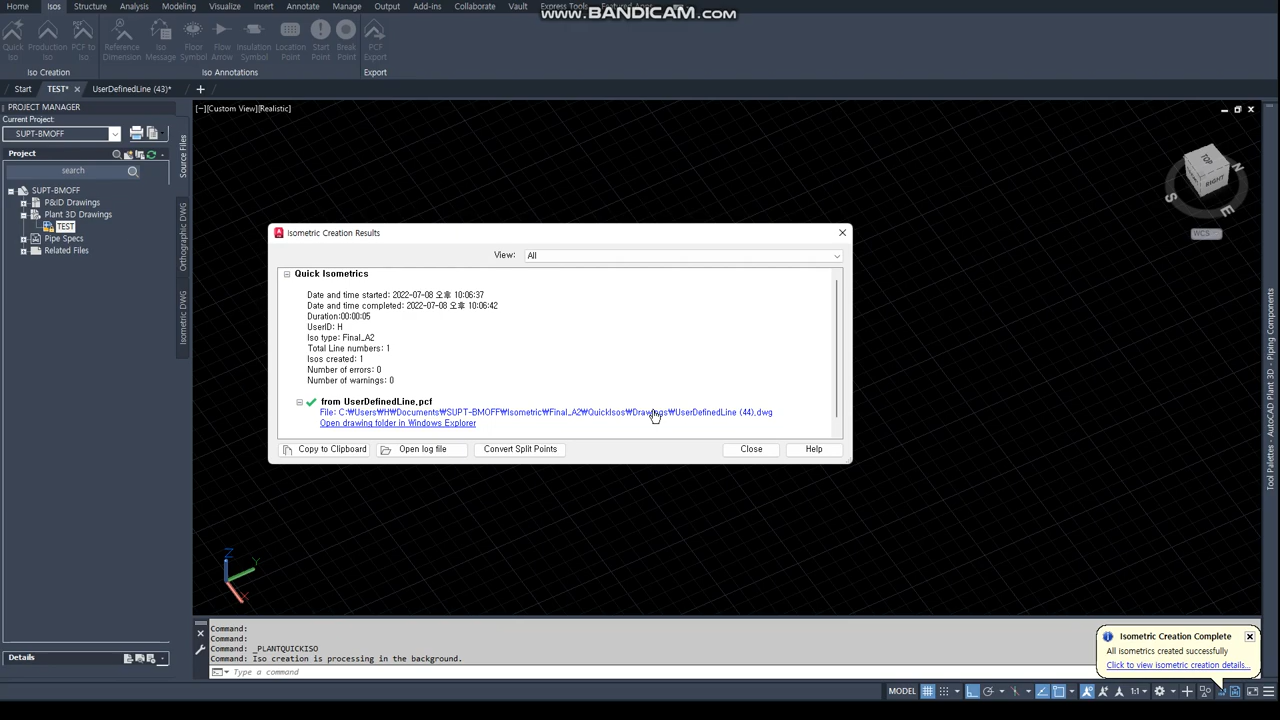 Home Isos Structure Analysis Modeling Visualize Insert Annotate Manage Output Add-ins Collaborate Vault Express Tools
www.BANDICAM.com
Quick Iso
Production Iso
PCF to Iso
Reference Dimension
Iso Message
Floor Symbol
Flow Arrow
Insulation Symbol
Location Point
Start Point
Break Point
PCF Export
Iso Creation
Iso Annotations
Export
Start TEST* UserDefinedLine (43)*
PROJECT MANAGER
Current Project:
SUPT-BMOFF
Project
search
SUPT-BMOFF
P&ID Drawings
Plant 3D Drawings
TEST
Pipe Specs
Related Files
Details
Source Files
Orthographic DWG
Isometric DWG
[−][Custom View][Realistic]
TOP
RIGHT
N
S
E
WCS
Tool Palettes - AutoCAD Plant 3D - Piping Components
Isometric Creation Results
View: All
Quick Isometrics
Date and time started: 2022-07-08 오후 10:06:37
Date and time completed: 2022-07-08 오후 10:06:42
Duration:00:00:05
UserID: H
Iso type: Final_A2
Total Line numbers: 1
Isos created: 1
Number of errors: 0
Number of warnings: 0
from UserDefinedLine.pcf
File: C:₩Users₩H₩Documents₩SUPT-BMOFF₩Isometric₩Final_A2₩QuickIsos₩Drawings₩UserDefinedLine (44).dwg
Open drawing folder in Windows Explorer
Copy to Clipboard Open log file Convert Split Points Close Help
Z
Y
X
Command:
Command:
Command: _PLANTQUICKISO
Command: Iso creation is processing in the background.
Type a command
Isometric Creation Complete
All isometrics created successfully
Click to view isometric creation details...
MODEL
1:1